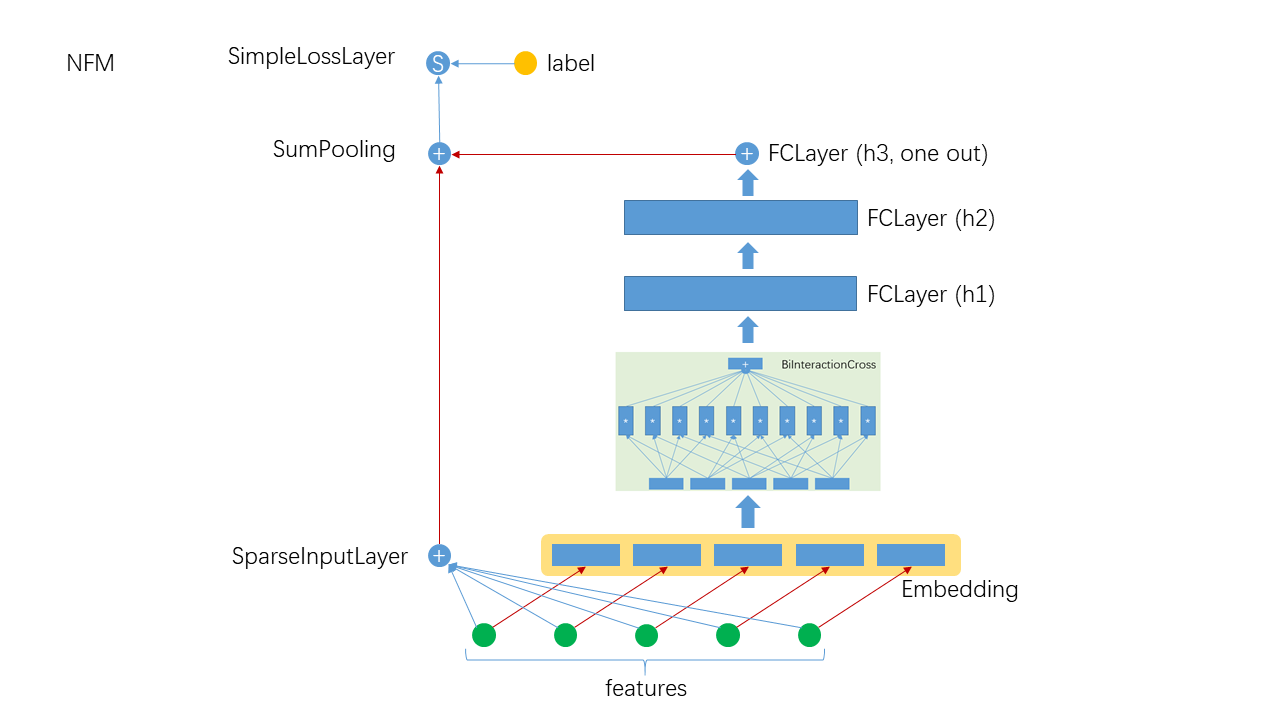 NFM
SimpleLossLayer
S
label
SumPooling
+
+
FCLayer (h3, one out)
FCLayer (h2)
FCLayer (h1)
+
BiInteractionCross
* * * * * * * * * *
SparseInputLayer
+
Embedding
features